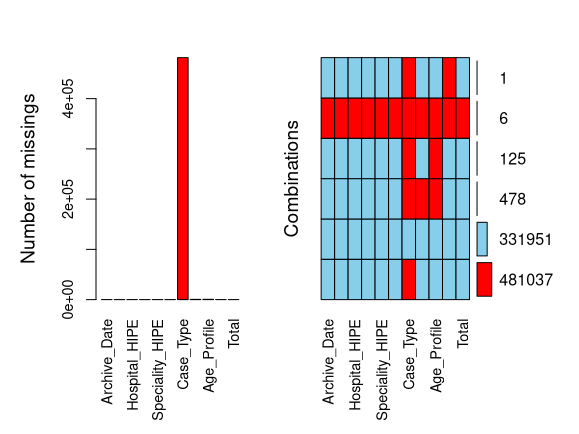 Number of missings
0e+00
2e+05
4e+05
Archive_Date
Hospital_HIPE
Speciality_HIPE
Case_Type
Age_Profile
Total
Combinations
1
6
125
478
331951
481037
Archive_Date
Hospital_HIPE
Speciality_HIPE
Case_Type
Age_Profile
Total